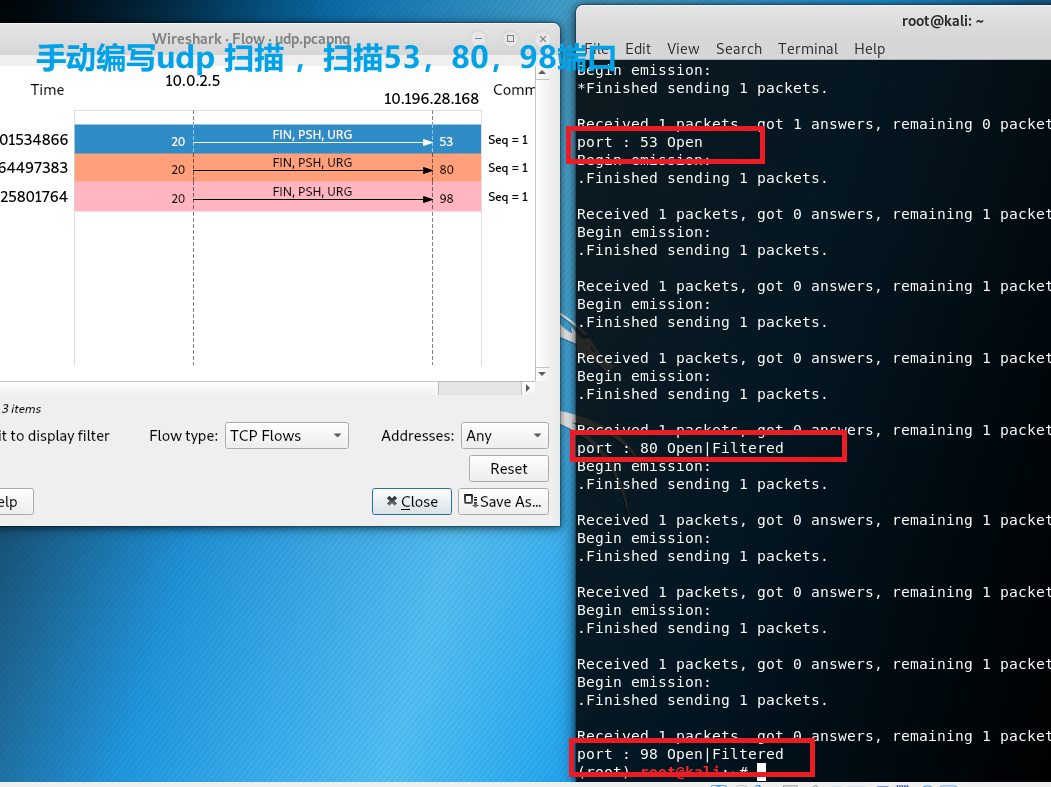 手动编写udp 扫描 ，扫描53，80，98端口
Wireshark · Flow · udp.pcapng
Time
10.0.2.5
10.196.28.168
Comm
01534866
20
FIN, PSH, URG
53
Seq = 1
64497383
20
FIN, PSH, URG
80
Seq = 1
25801764
20
FIN, PSH, URG
98
Seq = 1
3 items
it to display filter
Flow type:
TCP Flows
Addresses:
Any
Reset
elp
Close
Save As...
root@kali: ~
File Edit View Search Terminal Help
Begin emission:
*Finished sending 1 packets.
Received 1 packets, got 1 answers, remaining 0 packet
port : 53 Open
Begin emission:
.Finished sending 1 packets.
Received 1 packets, got 0 answers, remaining 1 packet
Begin emission:
.Finished sending 1 packets.
Received 1 packets, got 0 answers, remaining 1 packet
Begin emission:
.Finished sending 1 packets.
Received 1 packets, got 0 answers, remaining 1 packet
Begin emission:
.Finished sending 1 packets.
Received 1 packets, got 0 answers, remaining 1 packet
port : 80 Open|Filtered
Begin emission:
.Finished sending 1 packets.
Received 1 packets, got 0 answers, remaining 1 packet
Begin emission:
.Finished sending 1 packets.
Received 1 packets, got 0 answers, remaining 1 packet
Begin emission:
.Finished sending 1 packets.
Received 1 packets, got 0 answers, remaining 1 packet
Begin emission:
.Finished sending 1 packets.
Received 1 packets, got 0 answers, remaining 1 packet
port : 98 Open|Filtered
(root) root@kali:~#